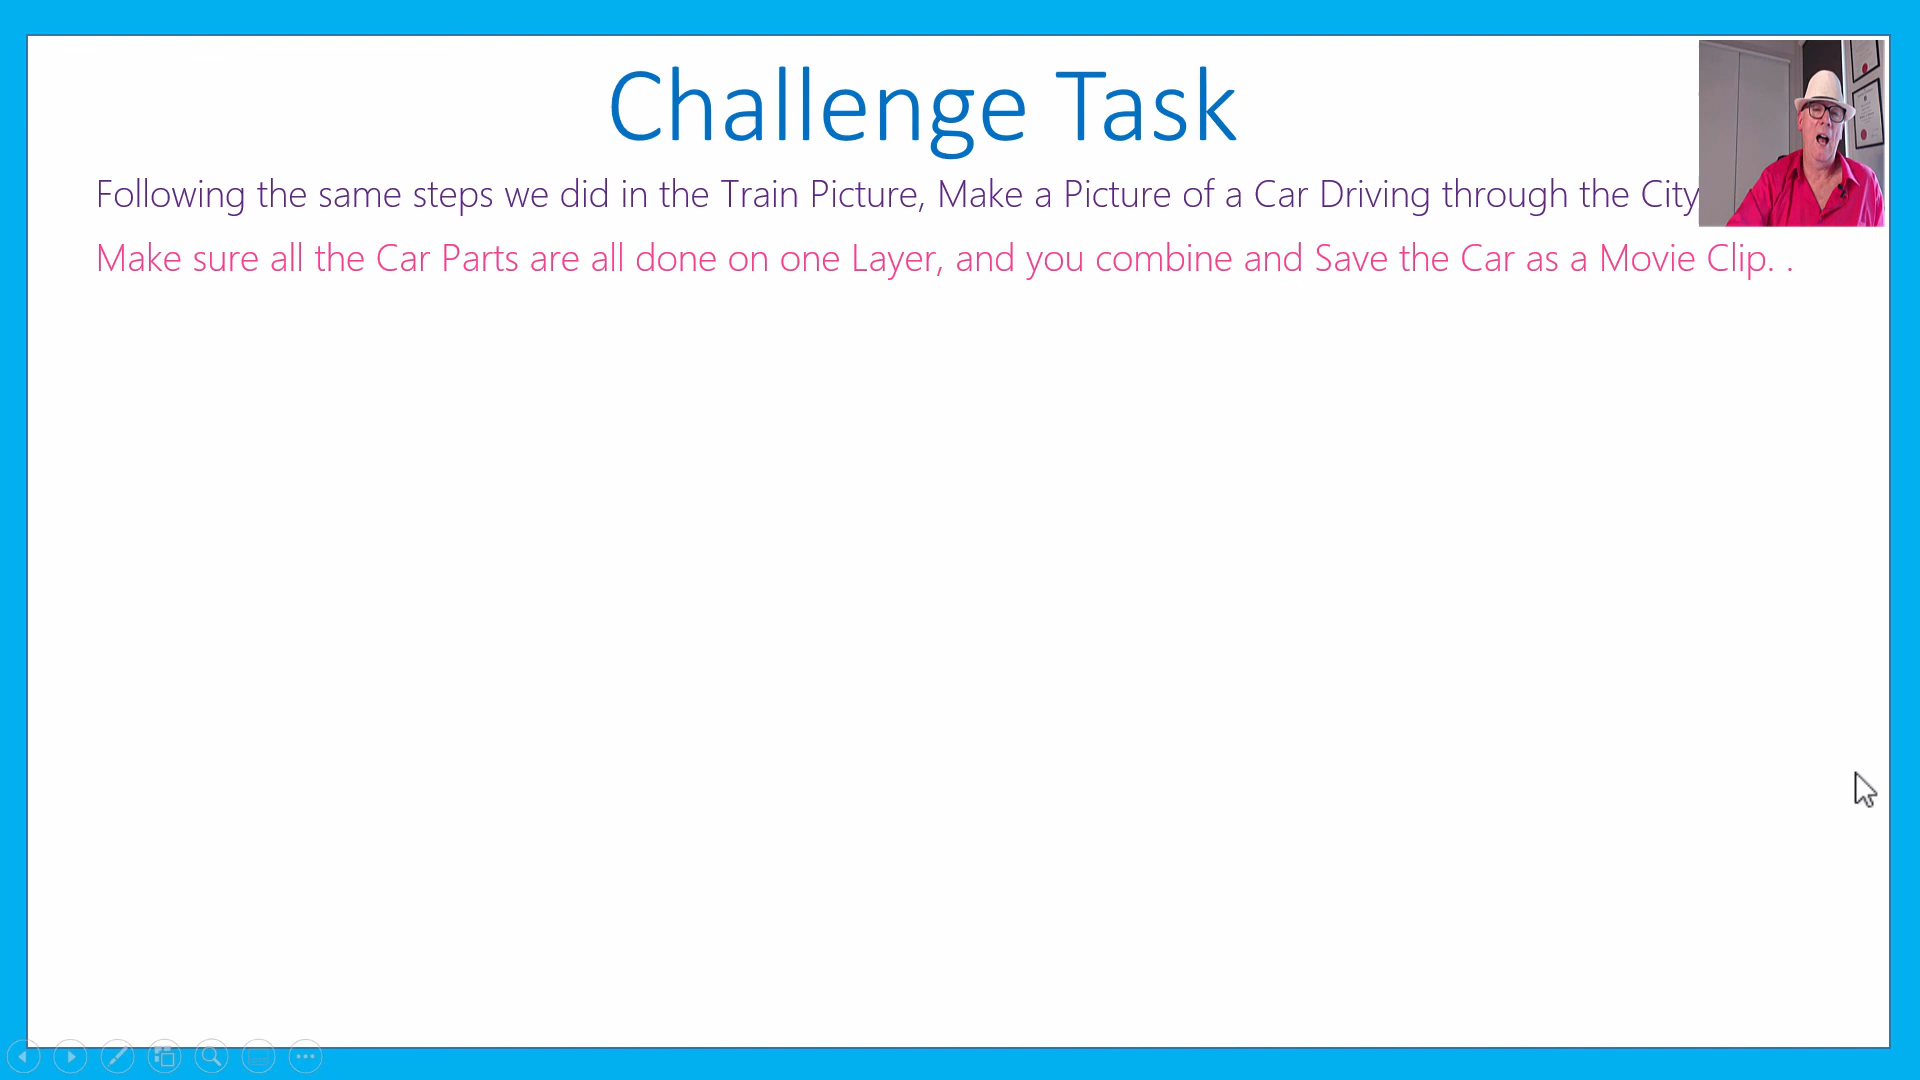 Challenge Task
Following the same steps we did in the Train Picture, Make a Picture of a Car Driving through the City
Make sure all the Car Parts are all done on one Layer, and you combine and Save the Car as a Movie Clip. .